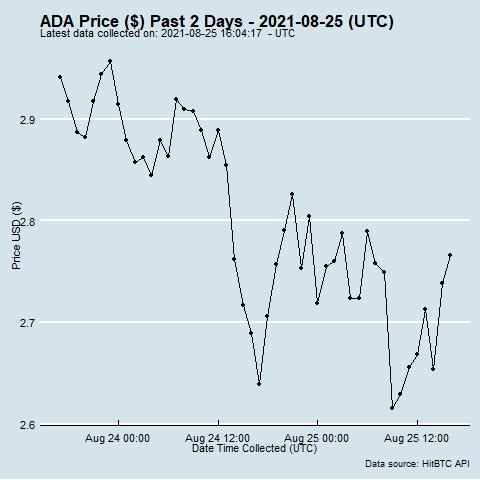 ADA Price ($) Past 2 Days - 2021-08-25 (UTC)
Latest data collected on: 2021-08-25 16:04:17  - UTC
2.9
2.8
Price USD ($)
2.7
2.6
Aug 24 00:00 Aug 24 12:00 Aug 25 00:00 Aug 25 12:00
Date Time Collected (UTC)
Data source: HitBTC API